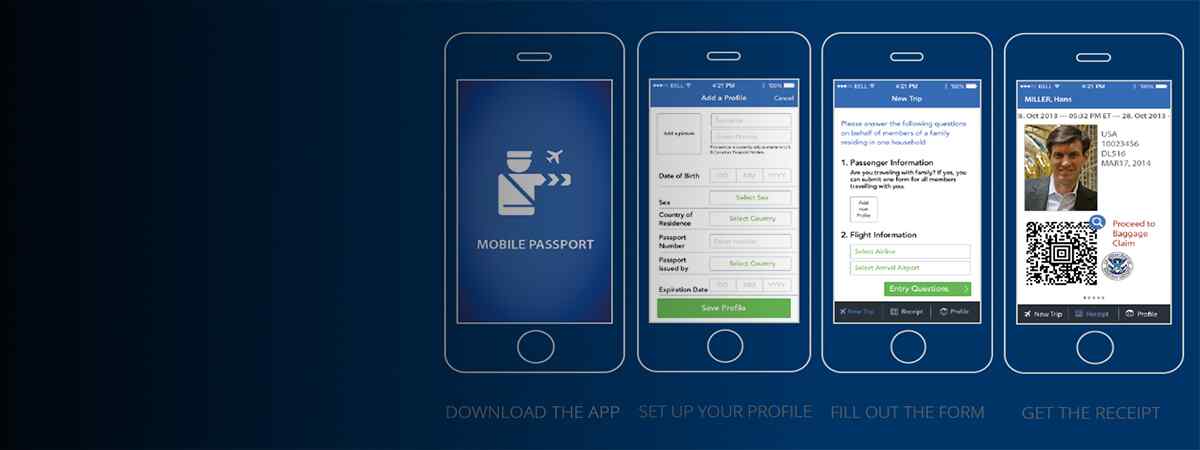 MOBILE PASSPORT
DOWNLOAD THE APP
BELL 4:21 PM 100%
Add a Profile Cancel
Add a picture
Date of Birth DD MM YYYY
Sex Select Sex
Country of
Residence Select Country
Passport
Number
Passport
Issued by Select Country
Expiration Date DD MM YYYY
Save Profile
SET UP YOUR PROFILE
BELL 4:21 PM 100%
New Trip
Please answer the following questions
on behalf of members of a family
residing in one household
1. Passenger Information
Are you traveling with family? If yes, you
can submit one form for all members
travelling with you.
Add
Profile
2. Flight Information
Select Airline
Select Arrival Airport
Entry Questions
New Trip Receipt Profile
FILL OUT THE FORM
BELL 4:21 PM 100%
MILLER, Hans
8. Oct 2013 --- 05:32 PM ET --- 28. Oct 2013 -
USA
10023456
DL516
MAR17, 2014
Proceed to
Baggage
Claim
New Trip Receipt Profile
GET THE RECEIPT